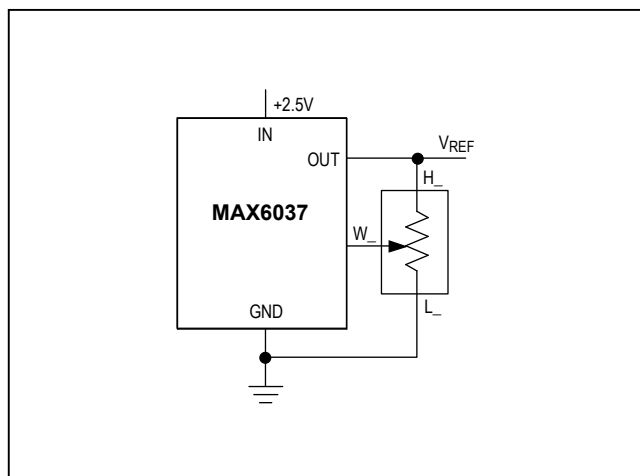 +2.5V
IN
OUT
V_REF
H_
MAX6037
W_
L_
GND